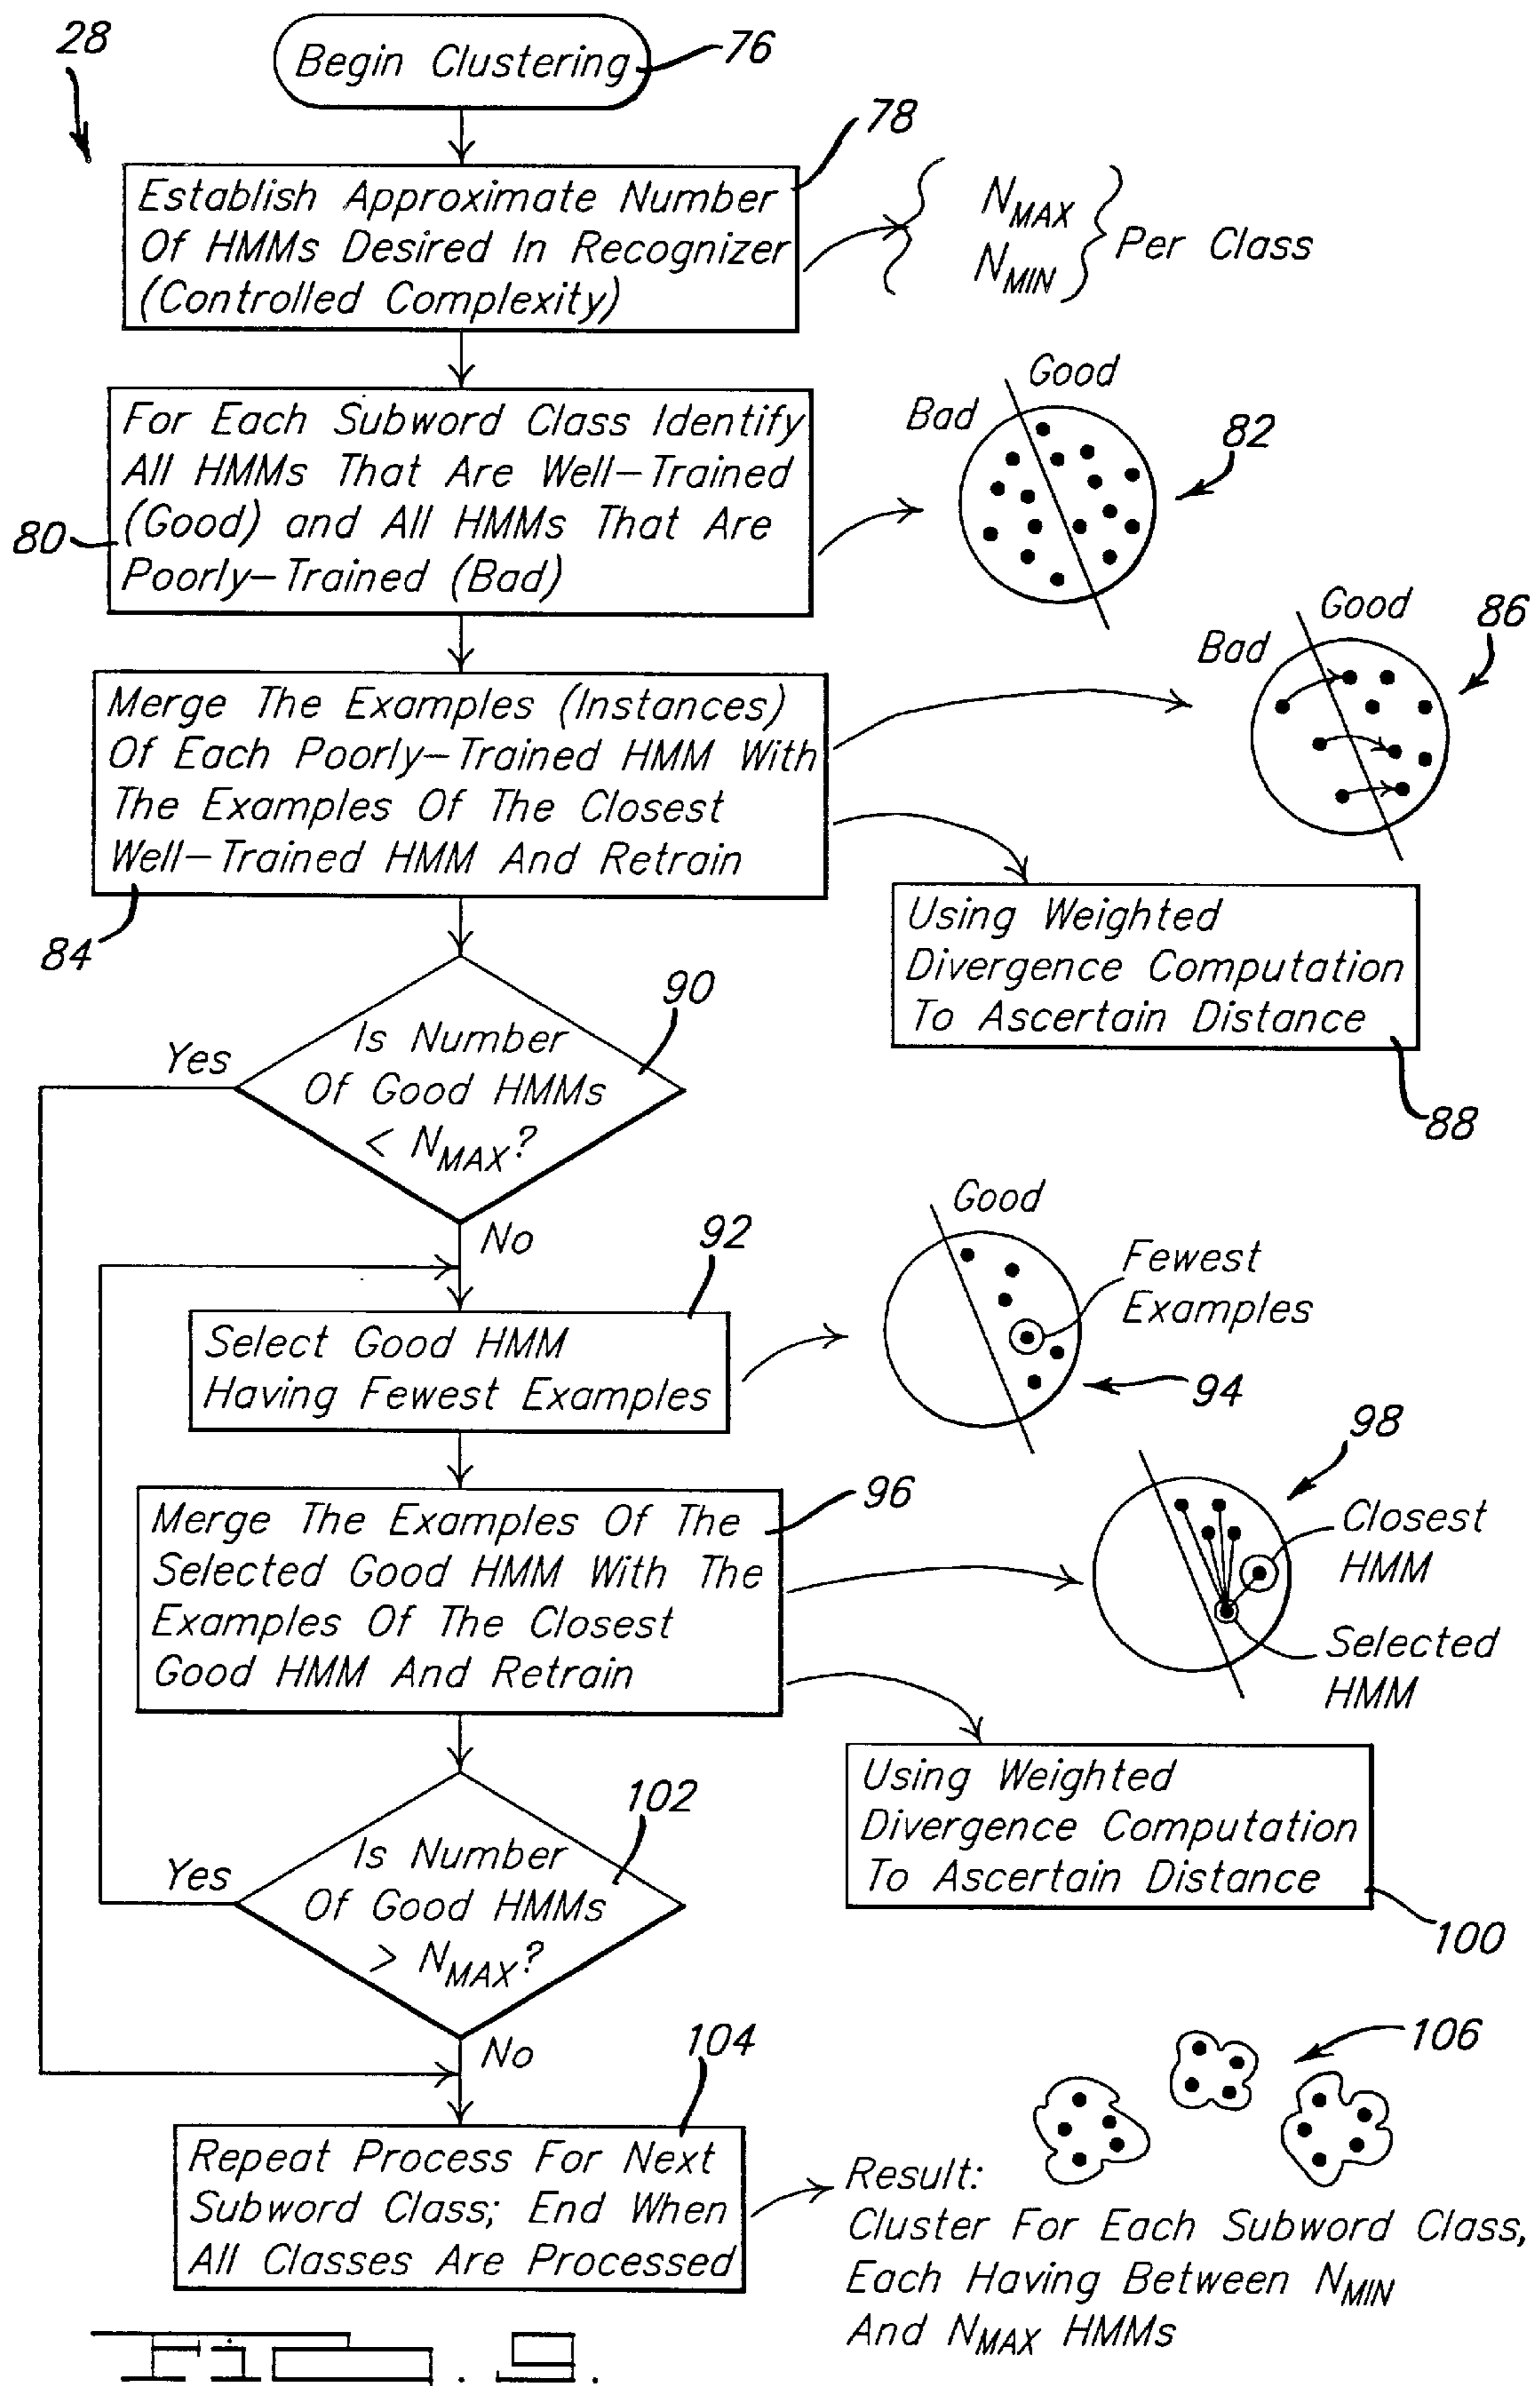 28
Begin Clustering
76
78
Establish Approximate Number
Of HMMs Desired In Recognizer
(Controlled Complexity)
NMAX
NMIN
Per Class
For Each Subword Class Identify
All HMMs That Are Well-Trained
(Good) and All HMMs That Are
Poorly-Trained (Bad)
80
Good
Bad
82
Good
Bad
86
Merge The Examples (Instances)
Of Each Poorly-Trained HMM With
The Examples Of The Closest
Well-Trained HMM And Retrain
84
Using Weighted
Divergence Computation
To Ascertain Distance
88
90
Yes
Is Number
Of Good HMMs
< NMAX?
No
92
Select Good HMM
Having Fewest Examples
Good
Fewest
Examples
94
96
Merge The Examples Of The
Selected Good HMM With The
Examples Of The Closest
Good HMM And Retrain
98
Closest
HMM
Selected
HMM
Using Weighted
Divergence Computation
To Ascertain Distance
100
102
Yes
Is Number
Of Good HMMs
> NMAX?
No
104
Repeat Process For Next
Subword Class; End When
All Classes Are Processed
106
Result:
Cluster For Each Subword Class,
Each Having Between NMIN
And NMAX HMMs